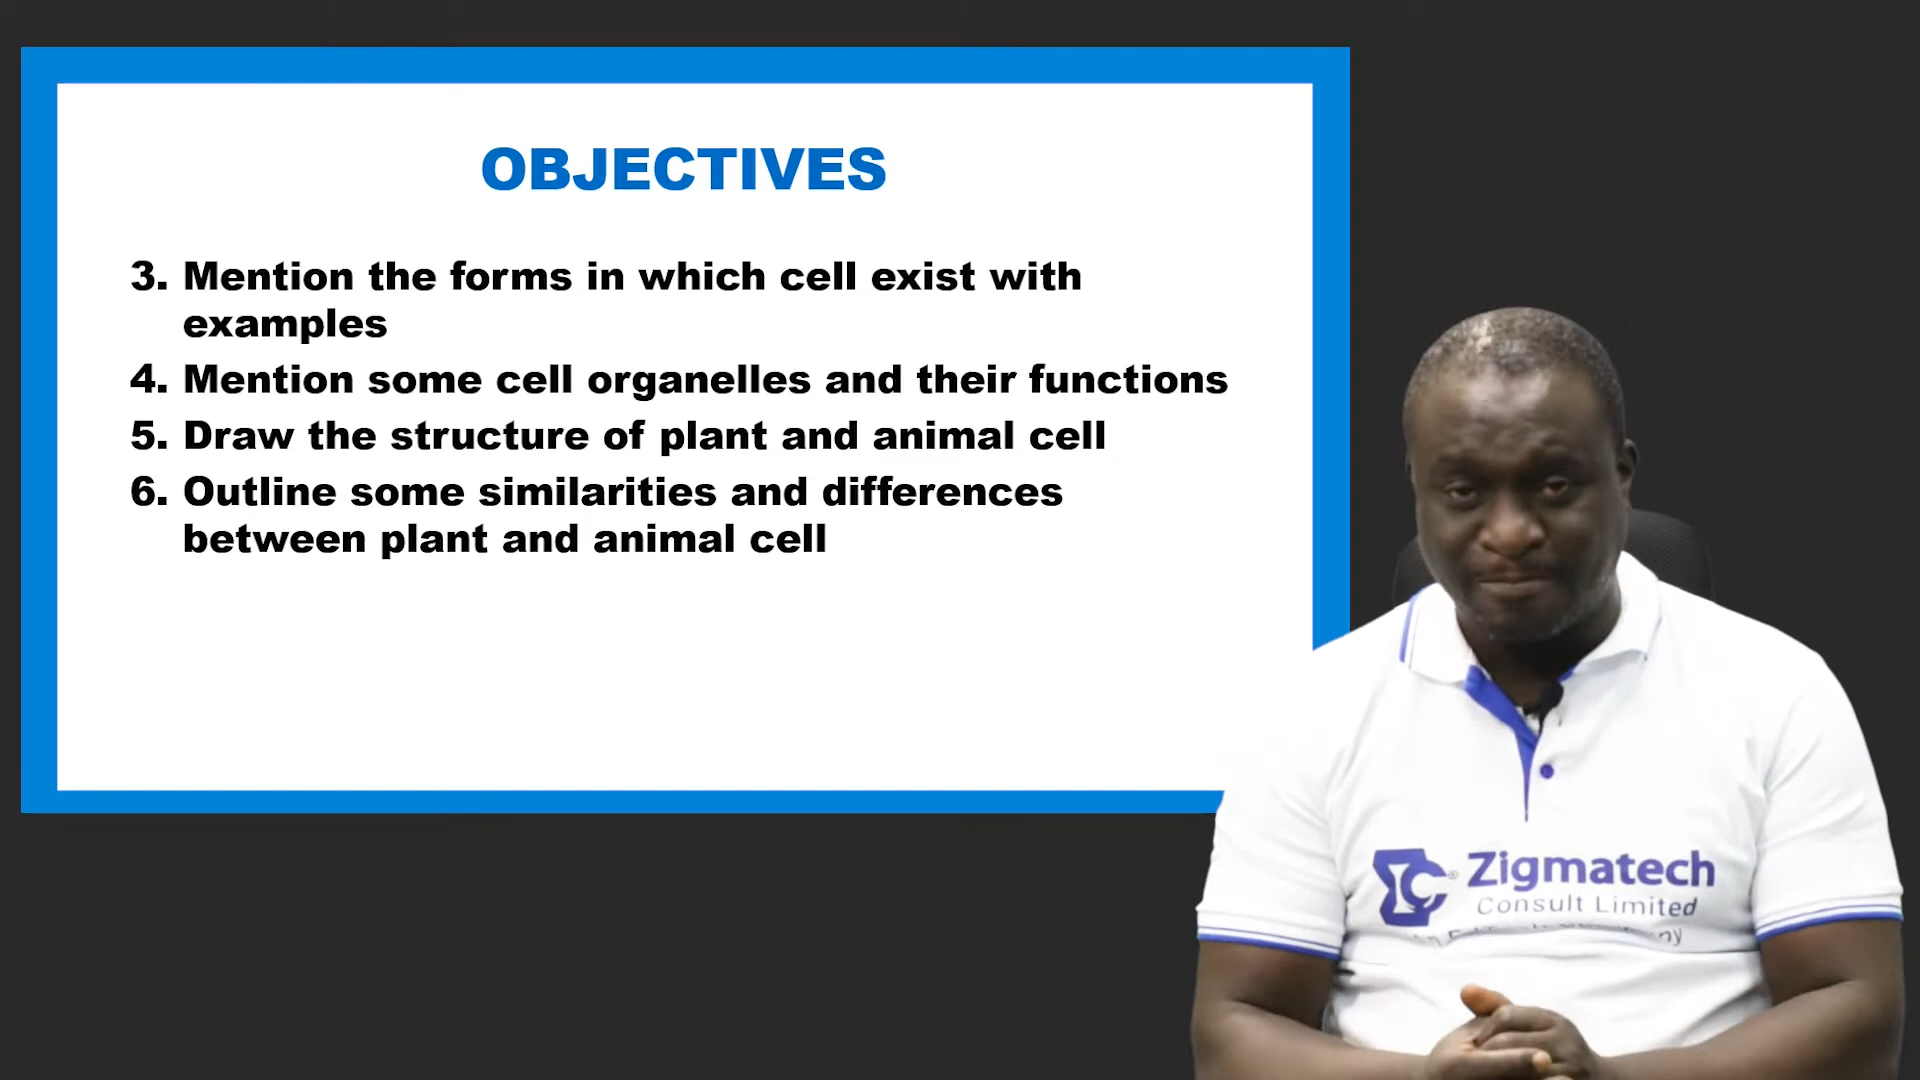 OBJECTIVES
3. Mention the forms in which cell exist with
examples
4. Mention some cell organelles and their functions
5. Draw the structure of plant and animal cell
6. Outline some similarities and differences
between plant and animal cell
Zigmatech
Consult Limited